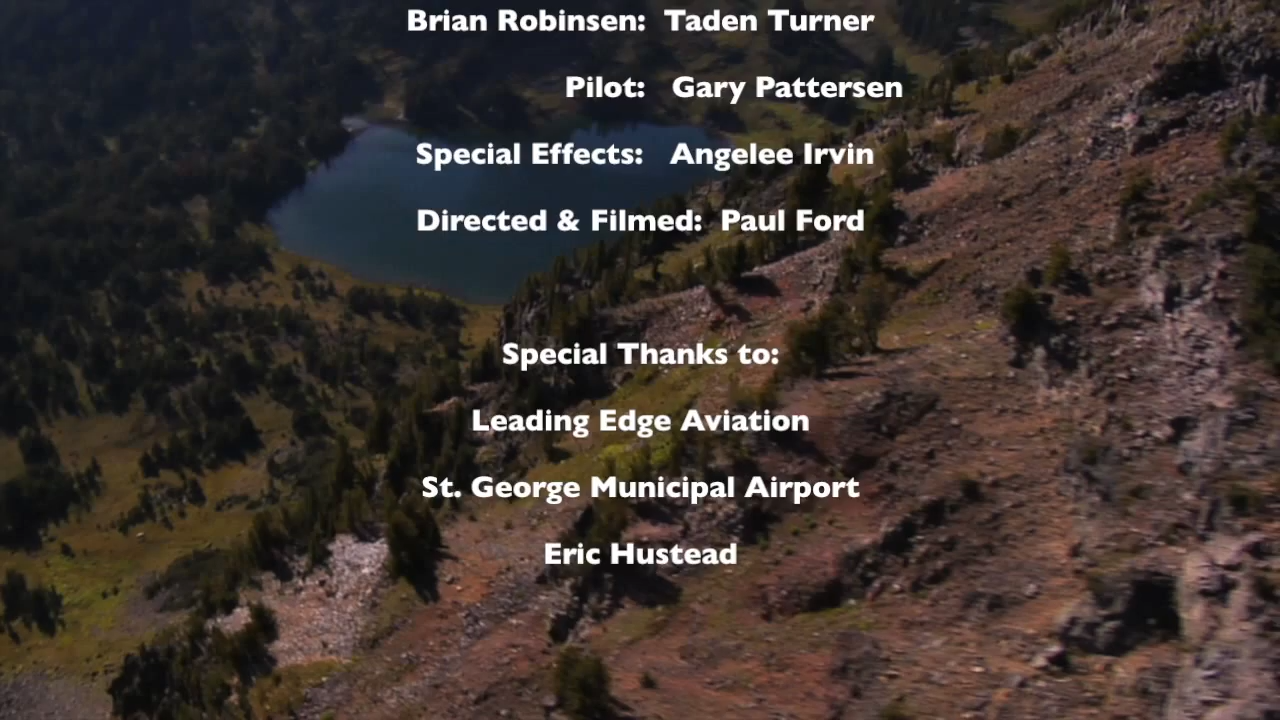 Brian Robinsen: Taden Turner
Pilot: Gary Pattersen
Special Effects: Angelee Irvin
Directed & Filmed: Paul Ford
Special Thanks to:
Leading Edge Aviation
St. George Municipal Airport
Eric Hustead